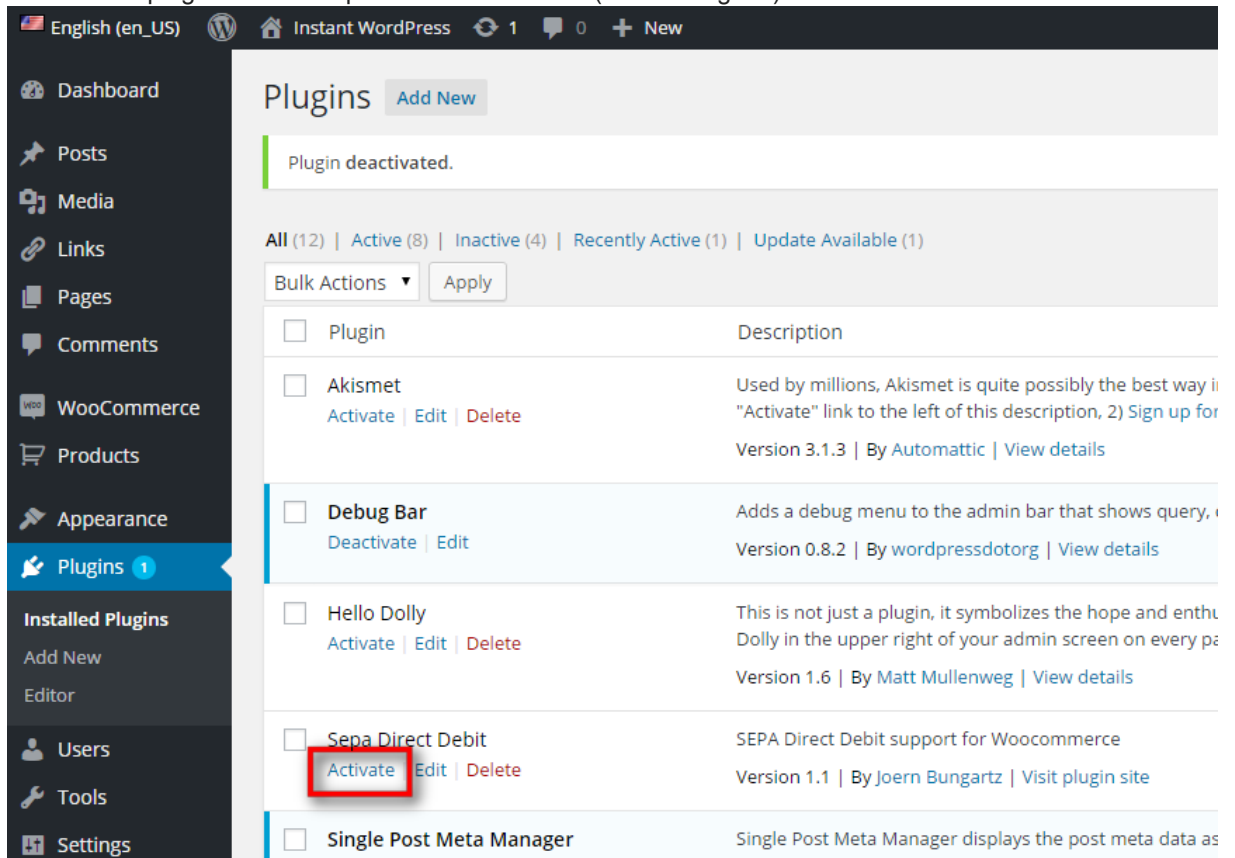 English (en_US) Instant WordPress 1 0 + New
Dashboard
Posts
Media
Links
Pages
Comments
WooCommerce
Products
Appearance
Plugins 1
Installed Plugins
Add New
Editor
Users
Tools
Settings
Plugins Add New
Plugin deactivated.
All (12) | Active (8) | Inactive (4) | Recently Active (1) | Update Available (1)
Bulk Actions Apply
Plugin Description
Akismet
Activate | Edit | Delete
Used by millions, Akismet is quite possibly the best way
"Activate" link to the left of this description, 2) Sign up for
Version 3.1.3 | By Automattic | View details
Debug Bar
Deactivate | Edit
Adds a debug menu to the admin bar that shows query,
Version 0.8.2 | By wordpressdotorg | View details
Hello Dolly
Activate | Edit | Delete
This is not just a plugin, it symbolizes the hope and
Dolly in the upper right of your admin screen on every
Version 1.6 | By Matt Mullenweg | View details
Sepa Direct Debit
Activate | Edit | Delete
SEPA Direct Debit support for Woocommerce
Version 1.1 | By Joern Bungartz | Visit plugin site
Single Post Meta Manager
Single Post Meta Manager displays the post meta data as